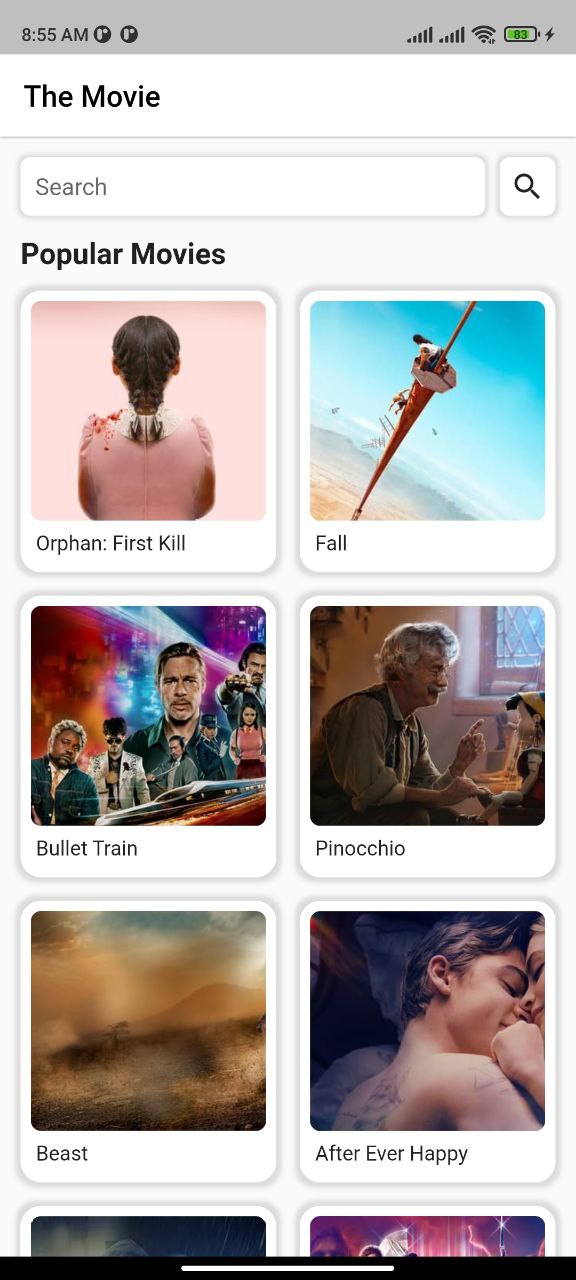 8:55 AM
83
The Movie
Search
Popular Movies
Orphan: First Kill
Fall
Bullet Train
Pinocchio
Beast
After Ever Happy